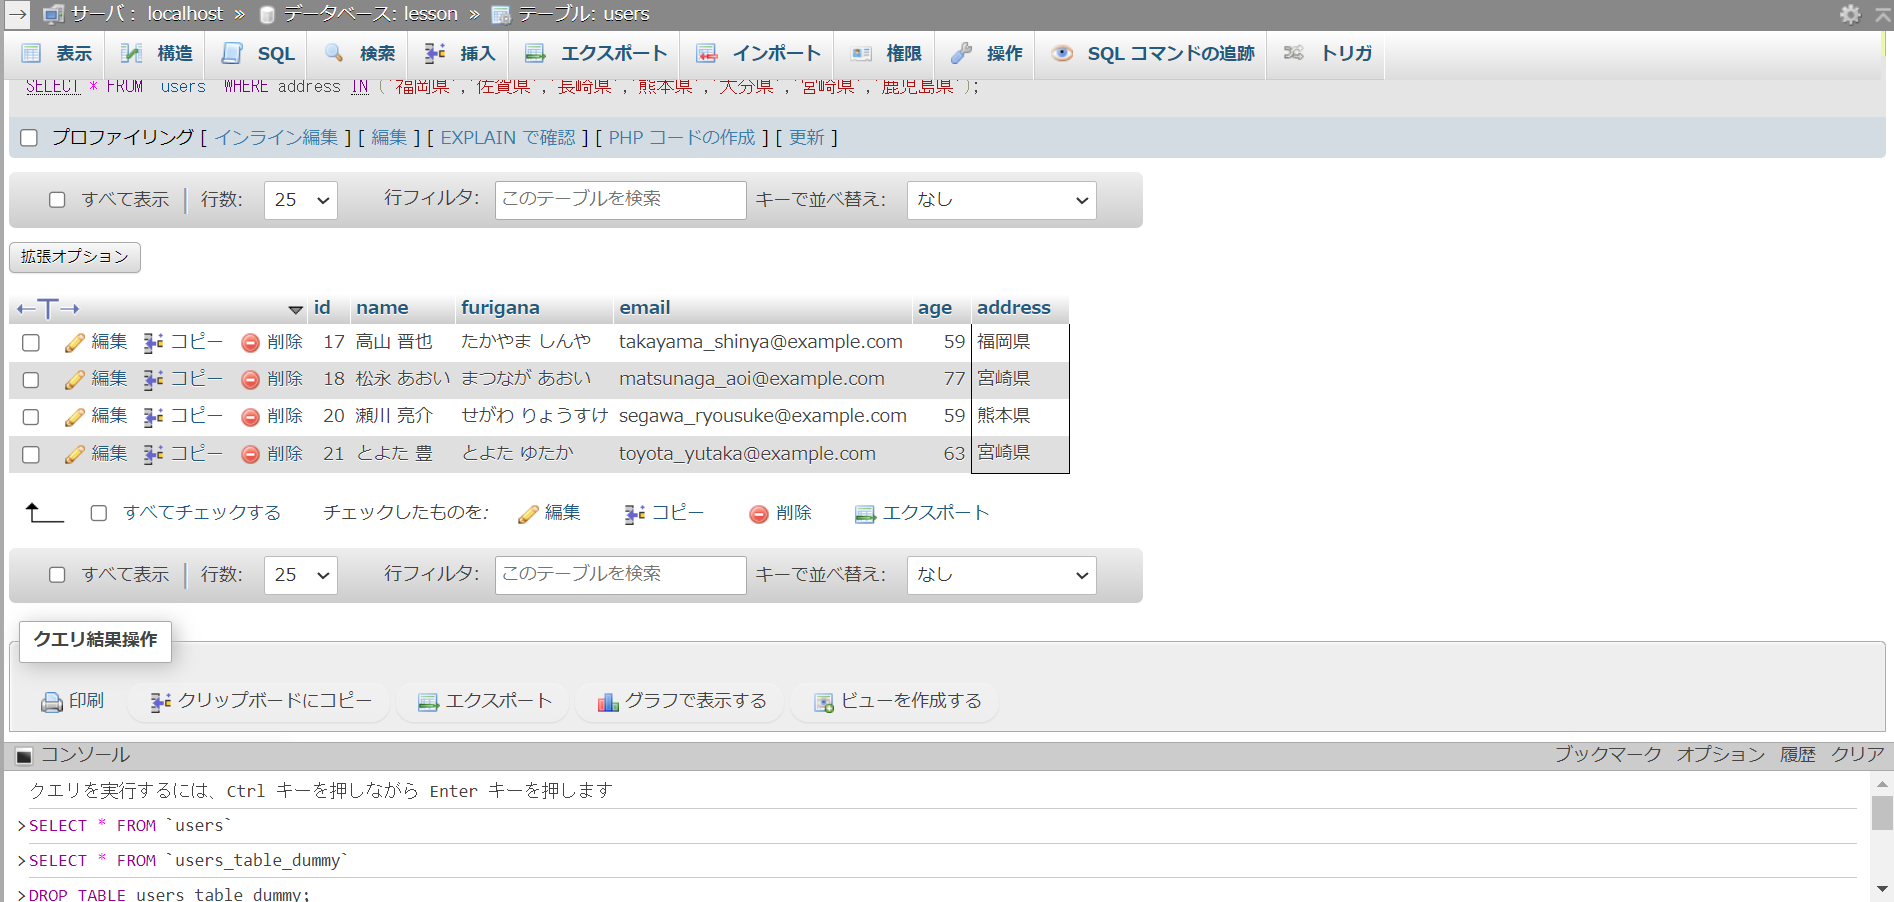 サーバ： localhost » データベース: lesson » テーブル: users
表示 構造 SQL 検索 挿入 エクスポート インポート 権限 操作 SQL コマンドの追跡 トリガ
SELECT * FROM `users` WHERE address IN ('福岡県','佐賀県','長崎県','熊本県','大分県','宮崎県','鹿児島県');
プロファイリング [ インライン編集 ] [ 編集 ] [ EXPLAIN で確認 ] [ PHP コードの作成 ] [ 更新 ]
すべて表示 行数: 25 行フィルタ: このテーブルを検索 キーで並べ替え: なし
拡張オプション
←T→ id name furigana email age address
編集 コピー 削除 17 高山 晋也 たかやま しんや takayama_shinya@example.com 59 福岡県
編集 コピー 削除 18 松永 あおい まつなが あおい matsunaga_aoi@example.com 77 宮崎県
編集 コピー 削除 20 瀬川 亮介 せがわ りょうすけ segawa_ryousuke@example.com 59 熊本県
編集 コピー 削除 21 とよた 豊 とよた ゆたか toyota_yutaka@example.com 63 宮崎県
すべてチェックする チェックしたものを: 編集 コピー 削除 エクスポート
すべて表示 行数: 25 行フィルタ: このテーブルを検索 キーで並べ替え: なし
クエリ結果操作
印刷 クリップボードにコピー エクスポート グラフで表示する ビューを作成する
コンソール ブックマーク オプション 履歴 クリア
クエリを実行するには、Ctrl キーを押しながら Enter キーを押します
>SELECT * FROM `users`
>SELECT * FROM `users_table_dummy`
>DROP TABLE users_table_dummy;